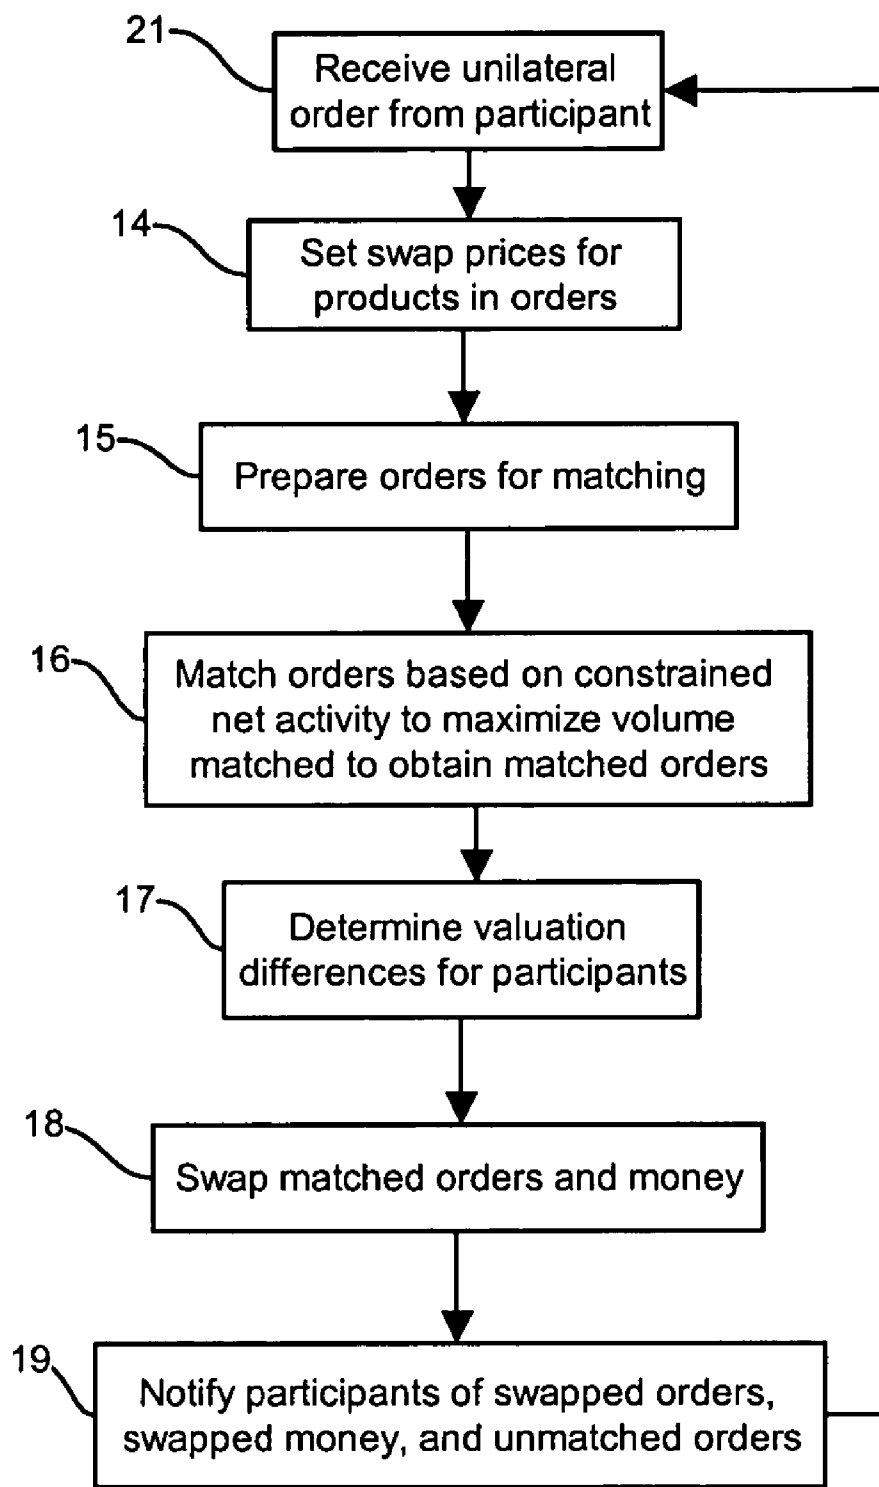 21
Receive unilateral
order from participant
14
Set swap prices for
products in orders
15
Prepare orders for matching
16
Match orders based on constrained
net activity to maximize volume
matched to obtain matched orders
17
Determine valuation
differences for participants
18
Swap matched orders and money
19
Notify participants of swapped orders,
swapped money, and unmatched orders